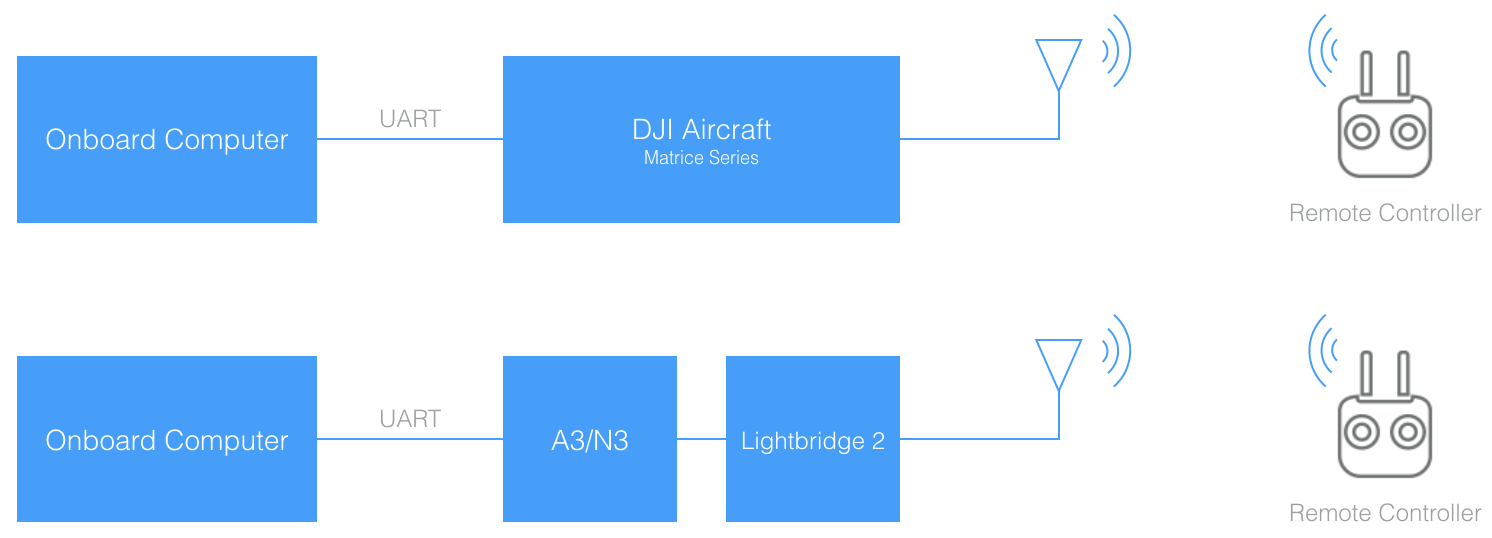 Onboard Computer
UART
DJI Aircraft
Matrice Series
Remote Controller
Onboard Computer
UART
A3/N3
Lightbridge 2
Remote Controller